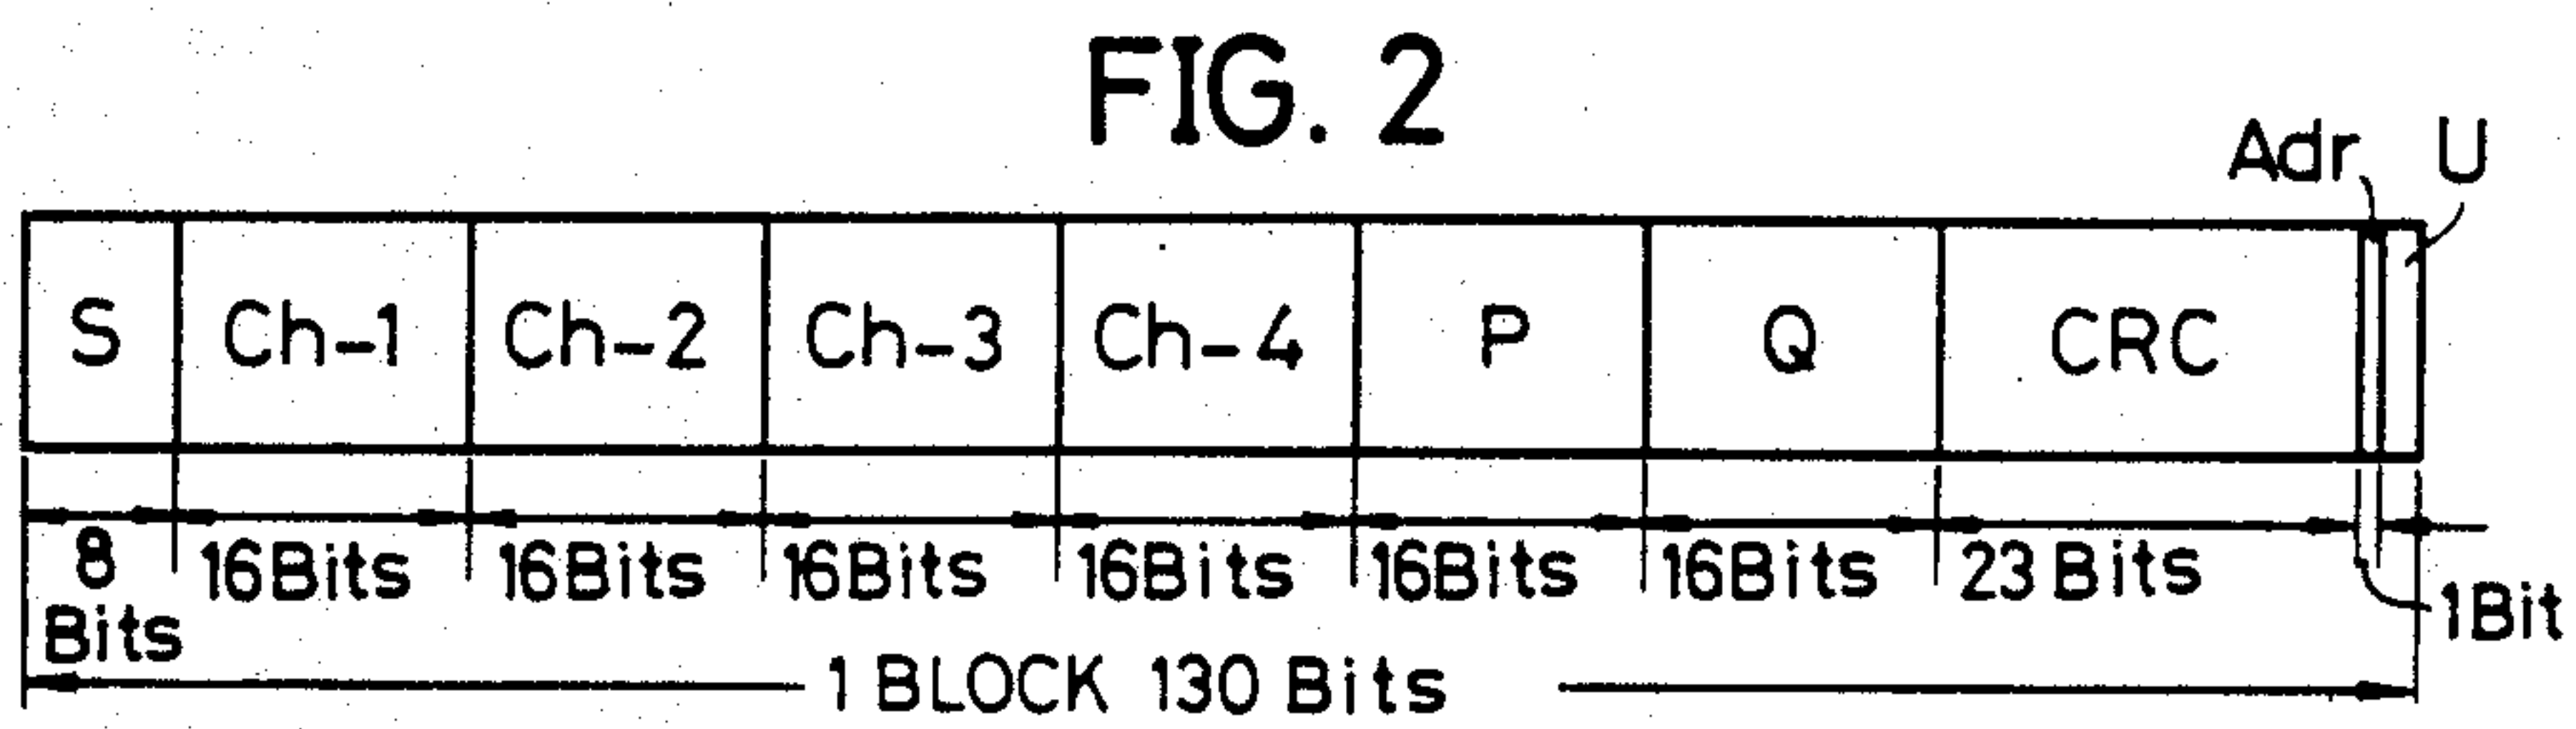 FIG. 2
Adr U
S Ch-1 Ch-2 Ch-3 Ch-4 P Q CRC
8 Bits 16Bits 16Bits 16Bits 16Bits 16Bits 16Bits 23 Bits 1Bit
1 BLOCK 130 Bits